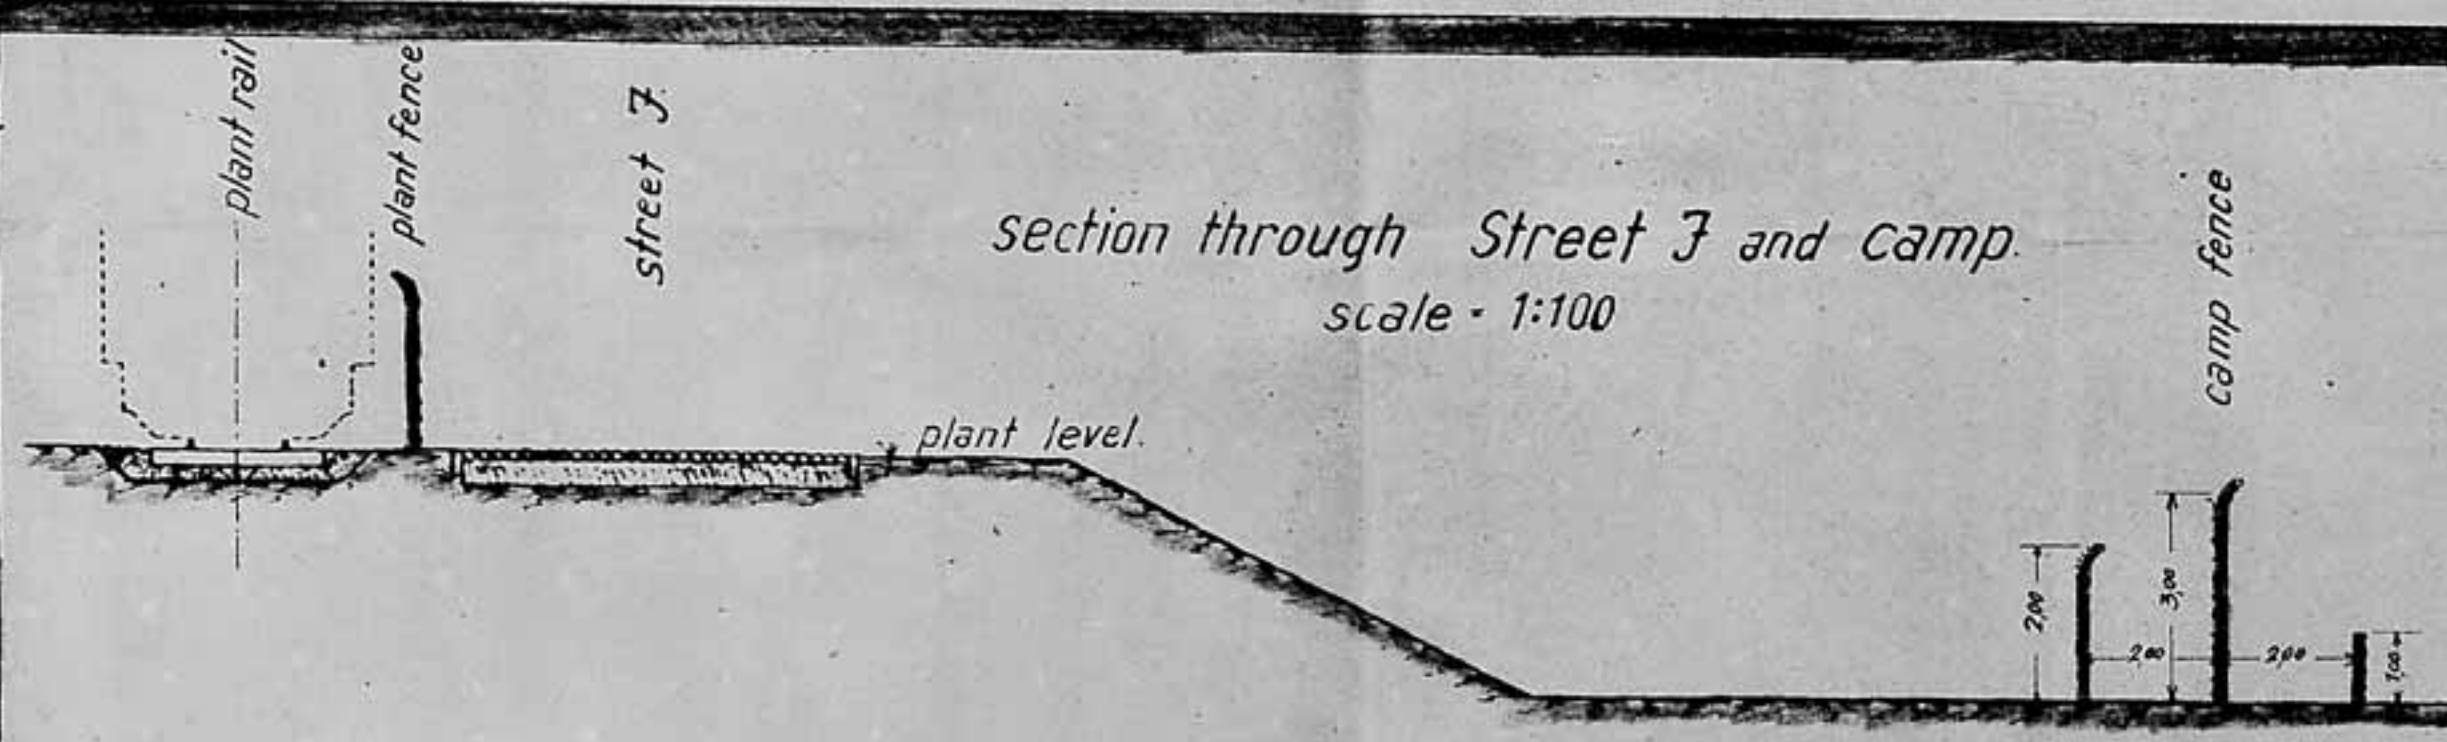 plant rail
plant fence
street F.
section through Street F and camp.
scale - 1:100
camp fence
plant level.
2,00
3,00
2,00
2,00
1,00